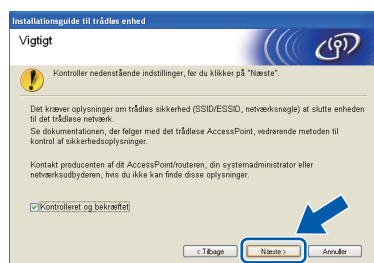 Installationsguide til trådløs enhed
Vigtigt
Kontroller nedenstående indstillinger, før du klikker på "Næste".
Det kræver oplysninger om trådløs sikkerhed (SSID/ESSID, netværksnøgle) at slutte enheden
til det trådløse netværk.
Se dokumentationen, der følger med det trådløse AccessPoint, vedrørende metoden til
kontrol af sikkerhedsoplysninger.
Kontakt producenten af dit AccessPoint/routeren, din systemadministrator eller
netværksudbyderen, hvis du ikke kan finde disse oplysninger.
Kontrolleret og bekræftet
< Tilbage Næste > Annuller